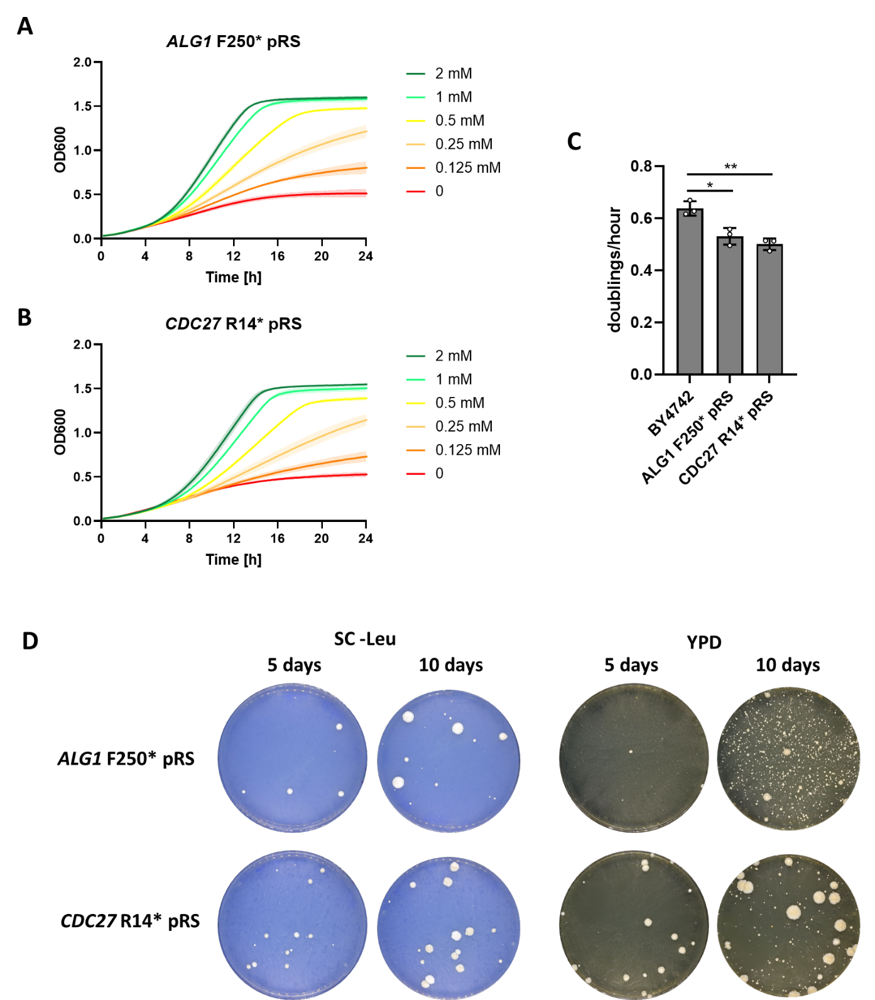 A
ALG1 F250* pRS
2.0
1.5
1.0
0.5
0.0
OD600
0 4 8 12 16 20 24
Time [h]
2 mM
1 mM
0.5 mM
0.25 mM
0.125 mM
0
B
CDC27 R14* pRS
2.0
1.5
1.0
0.5
0.0
OD600
0 4 8 12 16 20 24
Time [h]
2 mM
1 mM
0.5 mM
0.25 mM
0.125 mM
0
C
**
*
0.8
0.6
0.4
0.2
0.0
doublings/hour
BY4742
ALG1 F250* pRS
CDC27 R14* pRS
D
SC -Leu
YPD
5 days 10 days 5 days 10 days
ALG1 F250* pRS
CDC27 R14* pRS